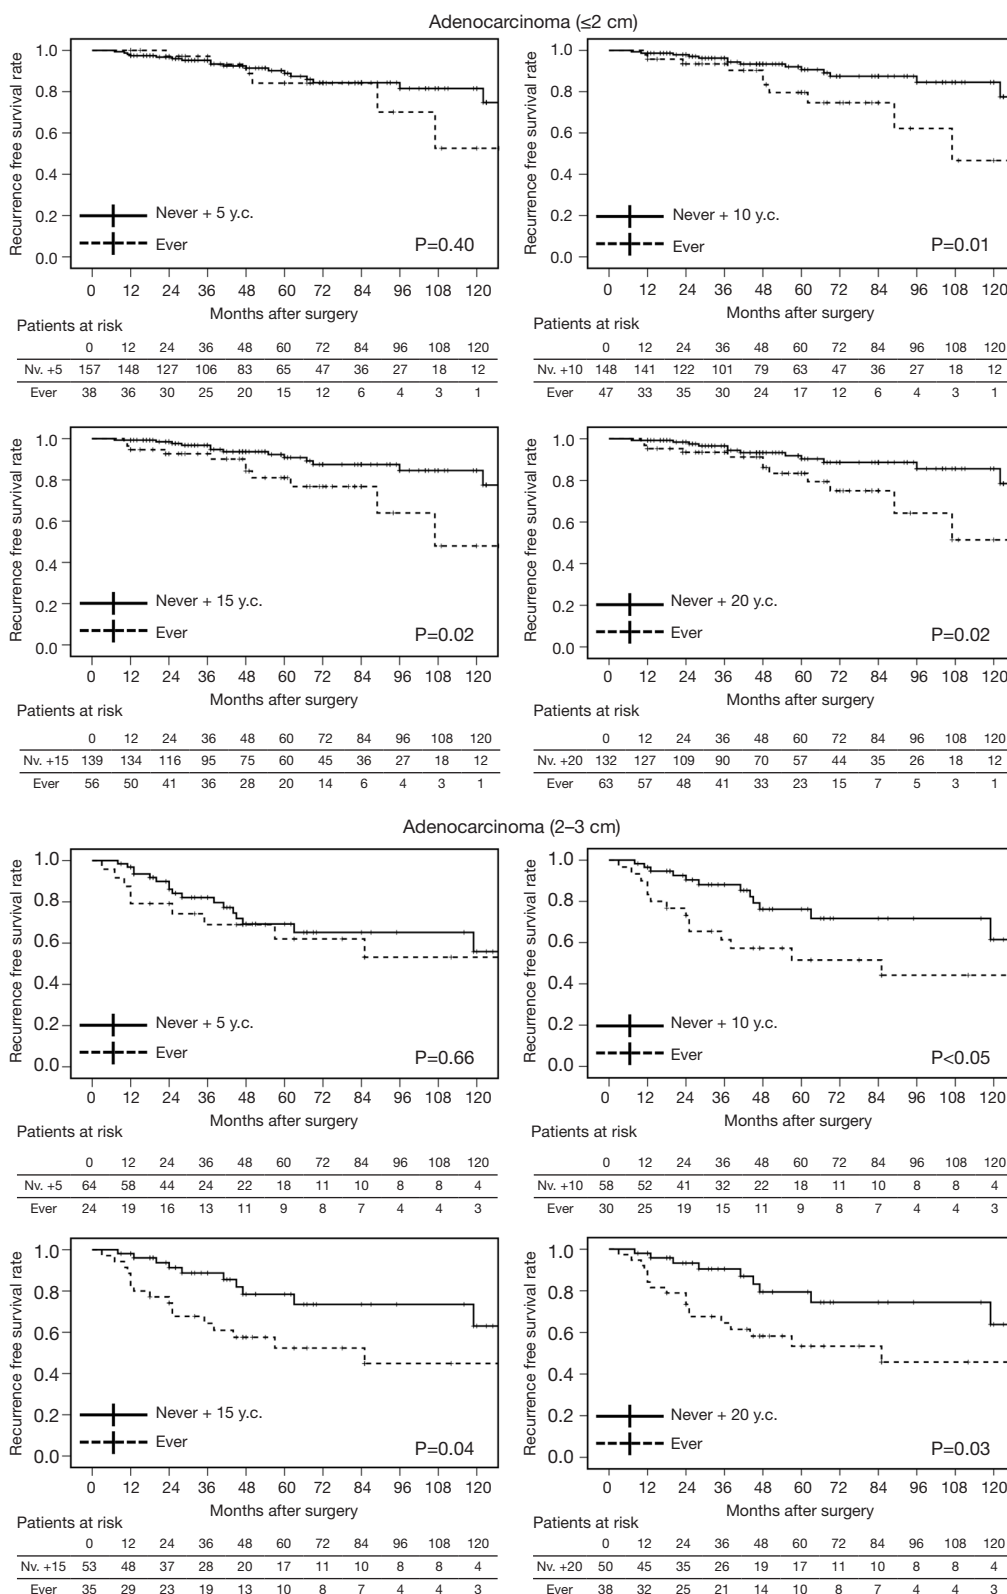 Adenocarcinoma (≤2 cm)
Recurrence free survival rate
1.0
0.8
0.6
0.4
0.2
0.0
Never + 5 y.c.
Ever
P=0.40
0 12 24 36 48 60 72 84 96 108 120
Months after surgery
Patients at risk
0 12 24 36 48 60 72 84 96 108 120
Nv. +5 157 148 127 106 83 65 47 36 27 18 12
Ever 38 36 30 25 20 15 12 6 4 3 1
Recurrence free survival rate
1.0
0.8
0.6
0.4
0.2
0.0
Never + 10 y.c.
Ever
P=0.01
0 12 24 36 48 60 72 84 96 108 120
Months after surgery
Patients at risk
0 12 24 36 48 60 72 84 96 108 120
Nv. +10 148 141 122 101 79 63 47 36 27 18 12
Ever 47 33 35 30 24 17 12 6 4 3 1
Recurrence free survival rate
1.0
0.8
0.6
0.4
0.2
0.0
Never + 15 y.c.
Ever
P=0.02
0 12 24 36 48 60 72 84 96 108 120
Months after surgery
Patients at risk
0 12 24 36 48 60 72 84 96 108 120
Nv. +15 139 134 116 95 75 60 45 36 27 18 12
Ever 56 50 41 36 28 20 14 6 4 3 1
Recurrence free survival rate
1.0
0.8
0.6
0.4
0.2
0.0
Never + 20 y.c.
Ever
P=0.02
0 12 24 36 48 60 72 84 96 108 120
Months after surgery
Patients at risk
0 12 24 36 48 60 72 84 96 108 120
Nv. +20 132 127 109 90 70 57 44 35 26 18 12
Ever 63 57 48 41 33 23 15 7 5 3 1
Adenocarcinoma (2–3 cm)
Recurrence free survival rate
1.0
0.8
0.6
0.4
0.2
0.0
Never + 5 y.c.
Ever
P=0.66
0 12 24 36 48 60 72 84 96 108 120
Months after surgery
Patients at risk
0 12 24 36 48 60 72 84 96 108 120
Nv. +5 64 58 44 24 22 18 11 10 8 8 4
Ever 24 19 16 13 11 9 8 7 4 4 3
Recurrence free survival rate
1.0
0.8
0.6
0.4
0.2
0.0
Never + 10 y.c.
Ever
P<0.05
0 12 24 36 48 60 72 84 96 108 120
Months after surgery
Patients at risk
0 12 24 36 48 60 72 84 96 108 120
Nv. +10 58 52 41 32 22 18 11 10 8 8 4
Ever 30 25 19 15 11 9 8 7 4 4 3
Recurrence free survival rate
1.0
0.8
0.6
0.4
0.2
0.0
Never + 15 y.c.
Ever
P=0.04
0 12 24 36 48 60 72 84 96 108 120
Months after surgery
Patients at risk
0 12 24 36 48 60 72 84 96 108 120
Nv. +15 53 48 37 28 20 17 11 10 8 8 4
Ever 35 29 23 19 13 10 8 7 4 4 3
Recurrence free survival rate
1.0
0.8
0.6
0.4
0.2
0.0
Never + 20 y.c.
Ever
P=0.03
0 12 24 36 48 60 72 84 96 108 120
Months after surgery
Patients at risk
0 12 24 36 48 60 72 84 96 108 120
Nv. +20 50 45 35 26 19 17 11 10 8 8 4
Ever 38 32 25 21 14 10 8 7 4 4 3